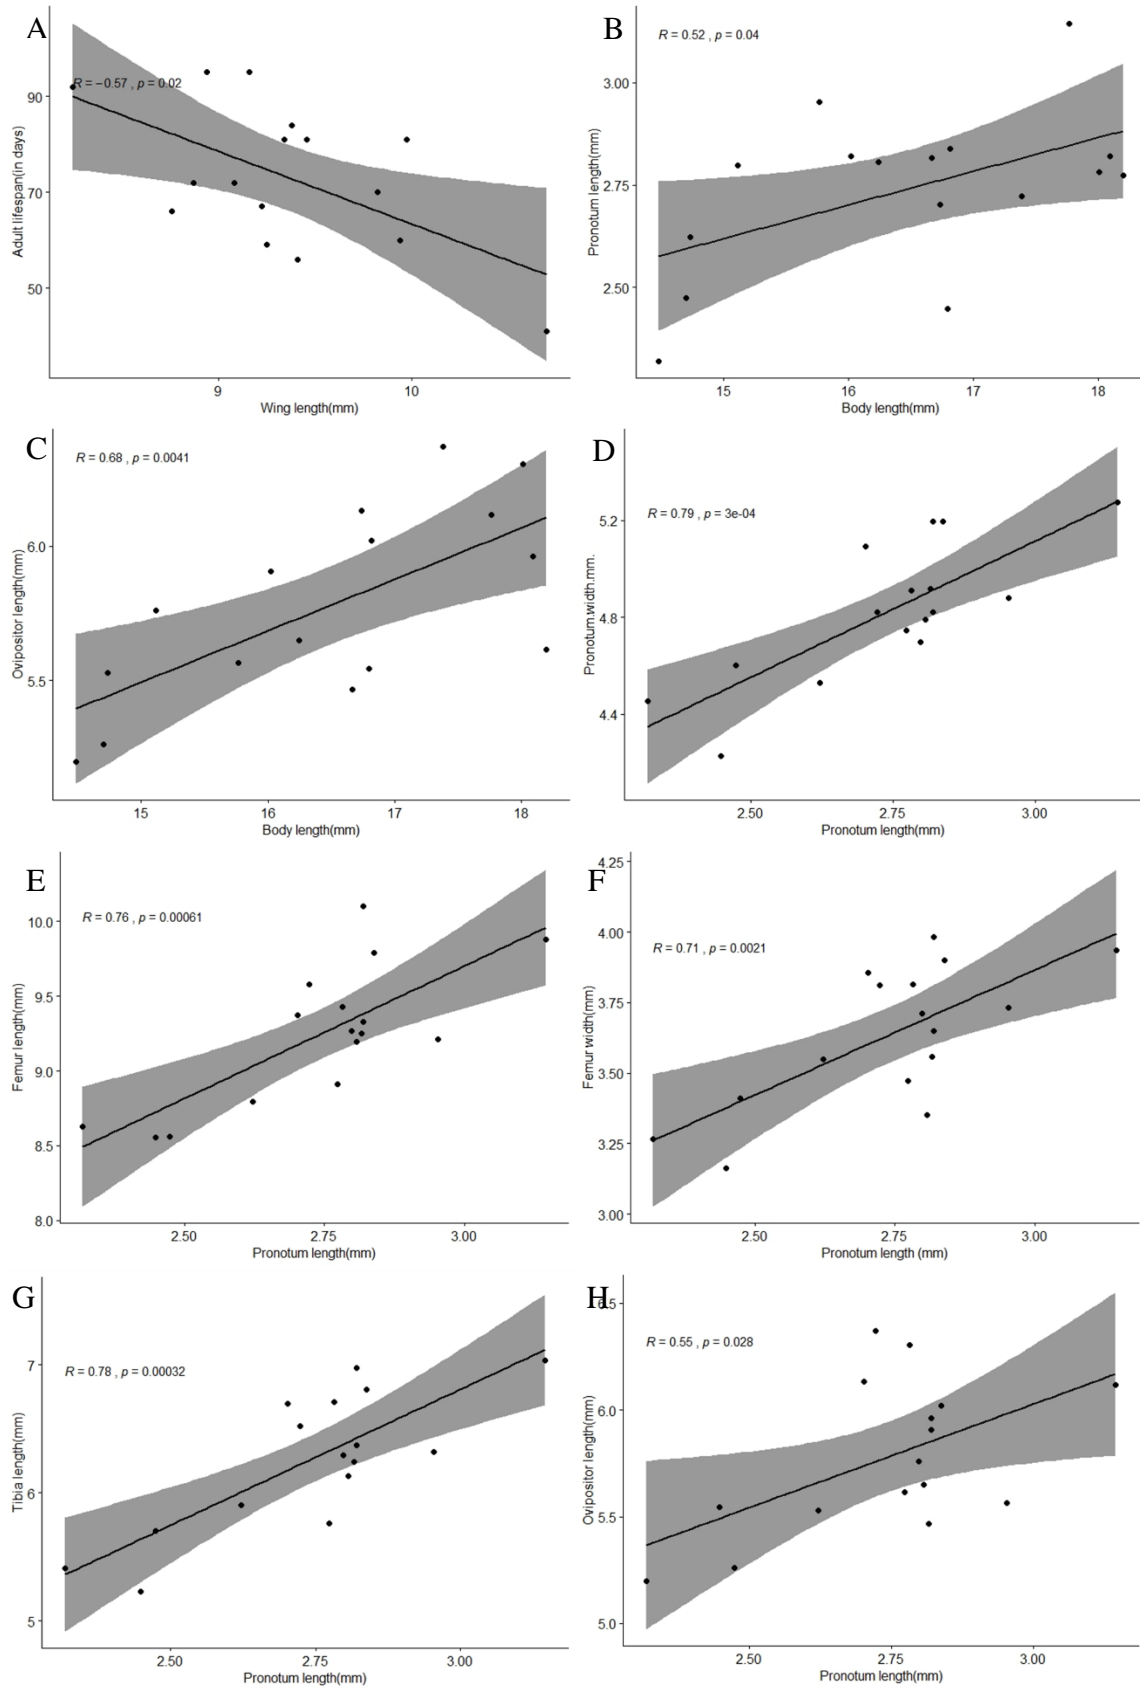 A
R = −0.57 , p = 0.02
90
70
50
Adult lifespan(in days)
9
10
Wing length(mm)
B
R = 0.52 , p = 0.04
3.00
2.75
2.50
Pronotum length(mm)
15
16
17
18
Body length(mm)
C
R = 0.68 , p = 0.0041
6.0
5.5
Ovipositor length(mm)
15
16
17
18
Body length(mm)
D
R = 0.79 , p = 3e-04
5.2
4.8
4.4
Pronotum.width.mm.
2.50
2.75
3.00
Pronotum length(mm)
E
R = 0.76 , p = 0.00061
10.0
9.5
9.0
8.5
8.0
Femur length(mm)
2.50
2.75
3.00
Pronotum length(mm)
F
R = 0.71 , p = 0.0021
4.25
4.00
3.75
3.50
3.25
3.00
Femur width(mm)
2.50
2.75
3.00
Pronotum length (mm)
G
R = 0.78 , p = 0.00032
7
6
5
Tibia length(mm)
2.50
2.75
3.00
Pronotum length(mm)
H
R = 0.55 , p = 0.028
6.5
6.0
5.5
5.0
Ovipositor length(mm)
2.50
2.75
3.00
Pronotum length(mm)